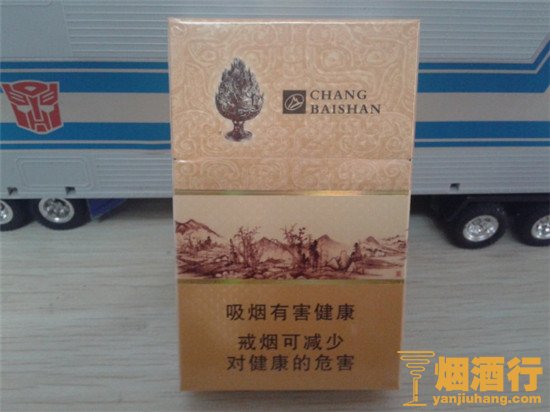 CHANG
BAISHAN
吸烟有害健康
戒烟可减少
对健康的危害
烟酒行
yanjiuhang.com